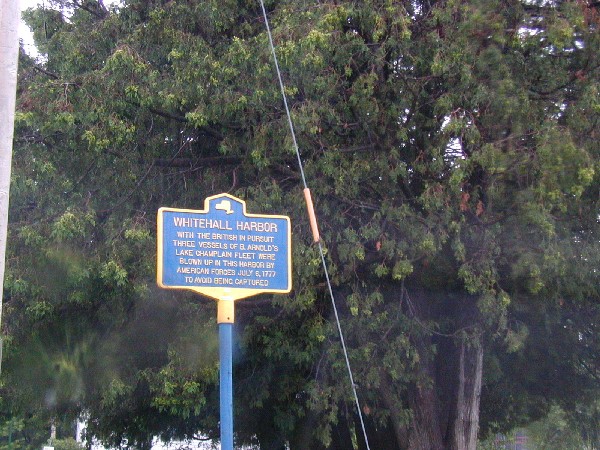 WHITEHALL HARBOR
WITH THE BRITISH IN PURSUIT
THREE VESSELS OF B. ARNOLD'S
LAKE CHAMPLAIN FLEET WERE
BLOWN UP IN THIS HARBOR BY
AMERICAN FORCES JULY 6, 1777
TO AVOID BEING CAPTURED